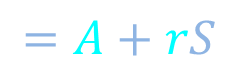 = A + rS